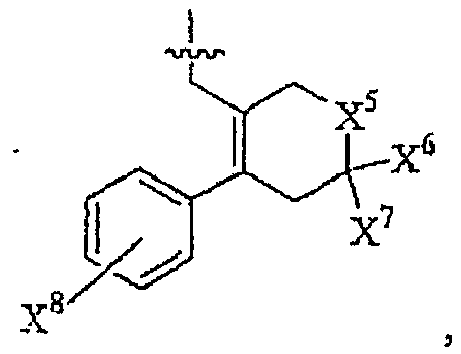 X⁵
X⁶
X⁷
X⁸
,